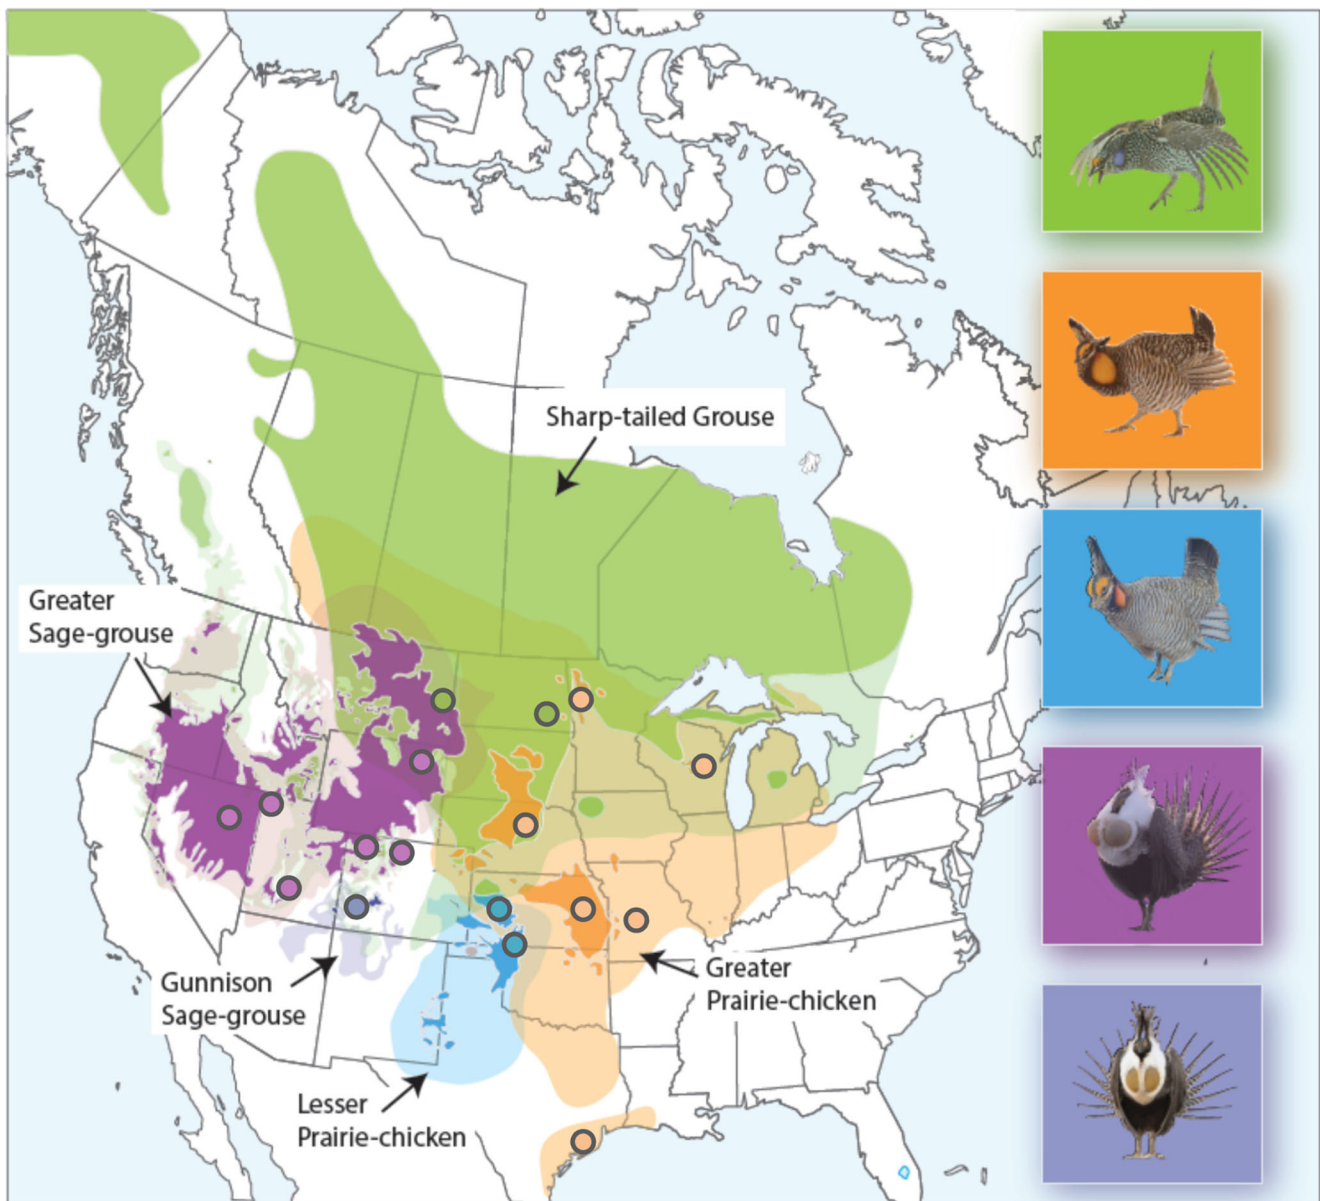 Sharp-tailed Grouse
Greater
Sage-grouse
Gunnison
Sage-grouse
Greater
Prairie-chicken
Lesser
Prairie-chicken